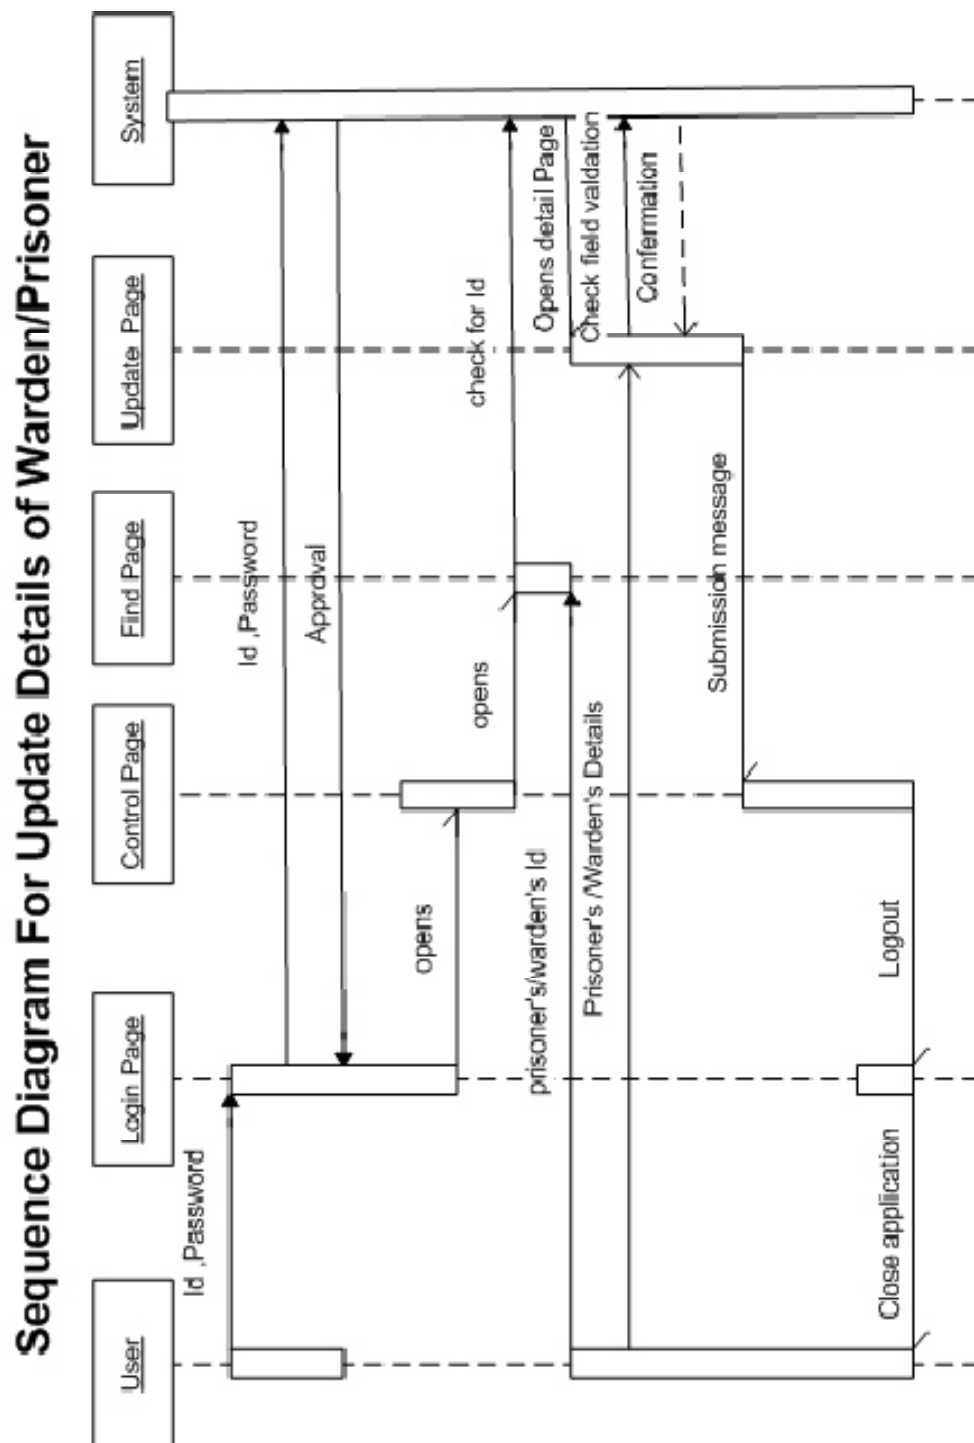 Sequence Diagram For Update Details of Warden/Prisoner
User
Login Page
Control Page
Find Page
Update Page
System
Id ,Password
Id ,Password
Approval
opens
opens
check for Id
prisoner's/warden's Id
Opens detail Page
Prisoner's /Warden's Details
Check field valdation
Confermation
Submission message
Logout
Close application